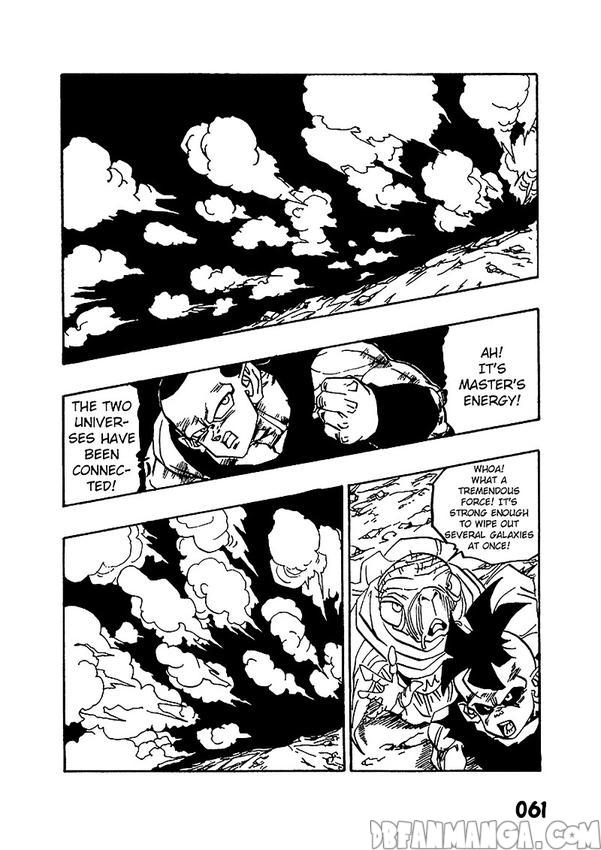 AH!
IT'S
MASTER'S
ENERGY!
THE TWO
UNIVER-
SES HAVE
BEEN
CONNEC-
TED!
WHOA!
WHAT A
TREMENDOUS
FORCE! IT'S
STRONG ENOUGH
TO WIPE OUT
SEVERAL GALAXIES
AT ONCE!
061
DBFANMANGA.COM